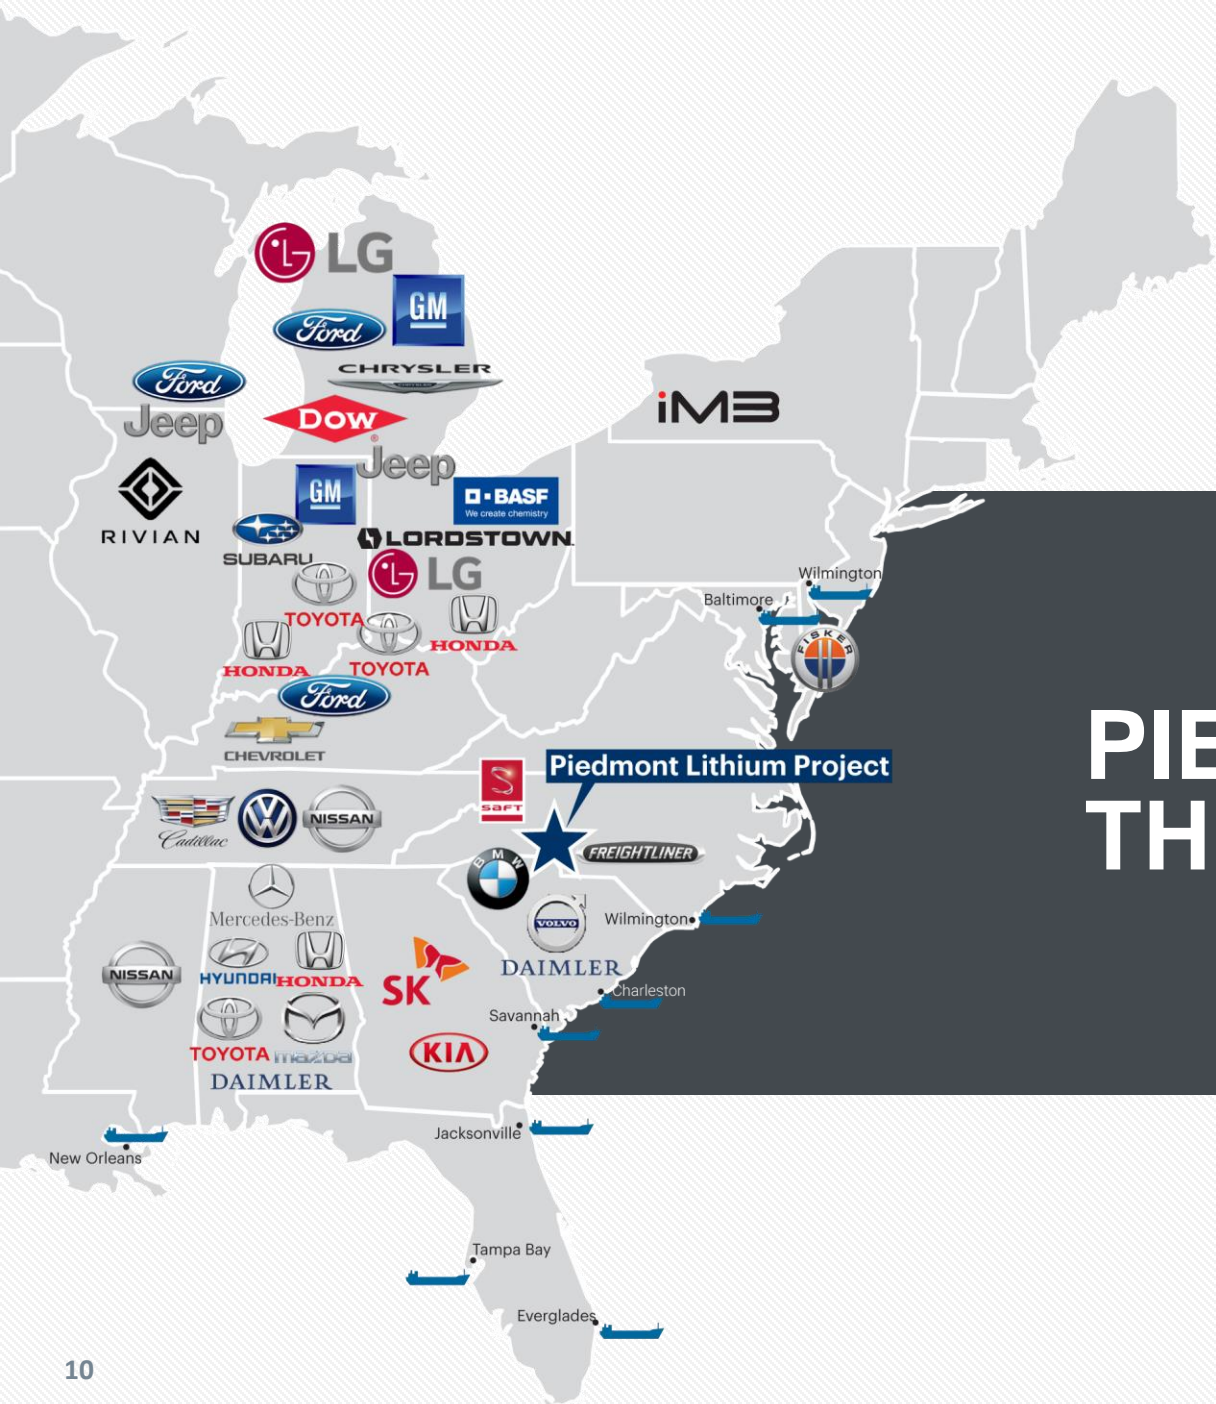 LG
GM
Ford
CHRYSLER
Ford
Jeep
DOW
iM3
Jeep
GM
BASF
We create chemistry
RIVIAN
LORDSTOWN
SUBARU
LG
Wilmington
Baltimore
TOYOTA
HONDA
FISKER
HONDA
TOYOTA
Ford
PIE
CHEVROLET
Piedmont Lithium Project
S
saft
TH
Cadillac
VW
NISSAN
FREIGHTLINER
BMW
Mercedes-Benz
VOLVO
Wilmington
NISSAN
HYUNDAI
HONDA
SK
DAIMLER
Charleston
Savannah
TOYOTA
mazda
KIA
DAIMLER
Jacksonville
New Orleans
Tampa Bay
Everglades
10